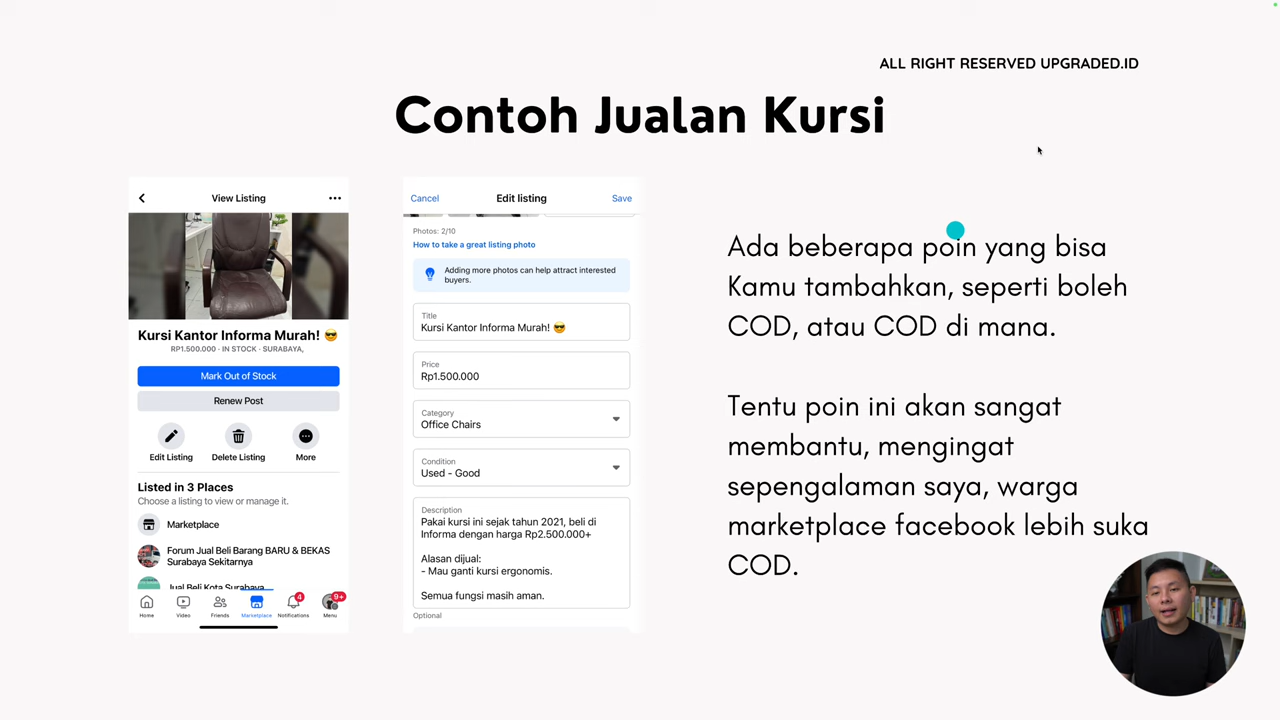 ALL RIGHT RESERVED UPGRADED.ID
Contoh Jualan Kursi
View Listing
Kursi Kantor Informa Murah! 😎
RP1.500.000 · IN STOCK · SURABAYA,
Mark Out of Stock
Renew Post
Edit Listing
Delete Listing
More
Listed in 3 Places
Choose a listing to view or manage it.
Marketplace
Forum Jual Beli Barang BARU & BEKAS
Surabaya Sekitarnya
Jual Beli Kota Surabaya
Home
Video
Friends
Marketplace
4
Notifications
9+
Menu
Cancel
Edit listing
Save
Photos: 2/10
How to take a great listing photo
Adding more photos can help attract interested
buyers.
Title
Kursi Kantor Informa Murah! 😎
Price
Rp1.500.000
Category
Office Chairs
Condition
Used - Good
Description
Pakai kursi ini sejak tahun 2021, beli di
Informa dengan harga Rp2.500.000+
Alasan dijual:
- Mau ganti kursi ergonomis.
Semua fungsi masih aman.
Optional
Ada beberapa poin yang bisa
Kamu tambahkan, seperti boleh
COD, atau COD di mana.
Tentu poin ini akan sangat
membantu, mengingat
sepengalaman saya, warga
marketplace facebook lebih suka
COD.